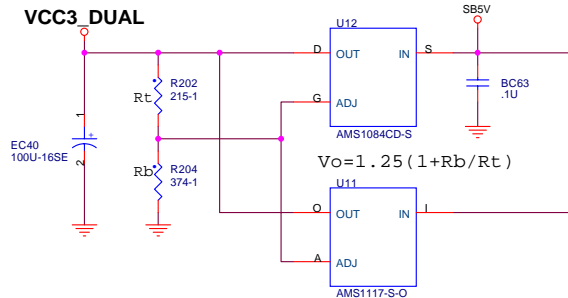 VCC3_DUAL
U12
SB5V
D OUT IN S
R202
215-1
Rt
BC63
.1U
G ADJ
1
EC40
100U-16SE
2
AMS1084CD-S
Vo=1.25(1+Rb/Rt)
Rb
R204
374-1
U11
O OUT IN I
A ADJ
AMS1117-S-O